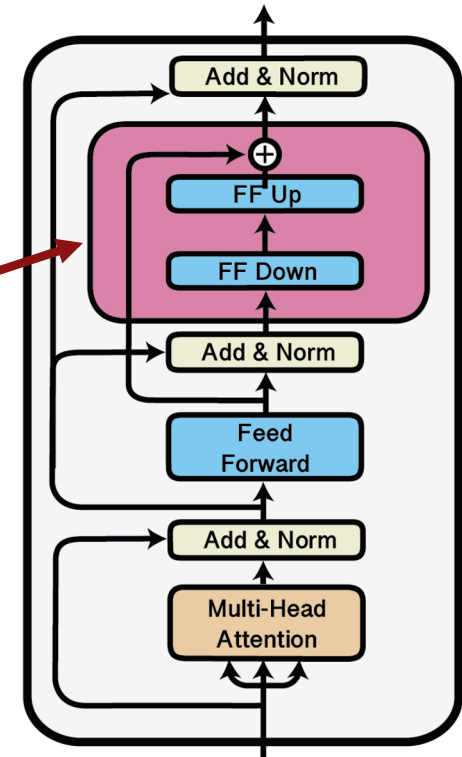 Add & Norm
FF Up
FF Down
Add & Norm
Feed
Forward
Add & Norm
Multi-Head
Attention